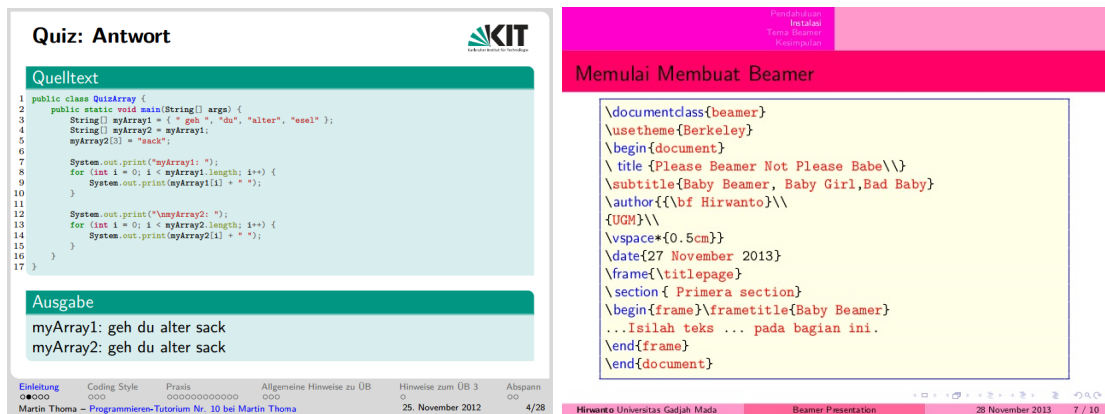 Quiz: Antwort
KIT
Karlsruher Institut für Technologie
Quelltext
1 public class QuizArray {
2 public static void main(String[] args) {
3 String[] myArray1 = { " geh ", "du", "alter", "esel" };
4 String[] myArray2 = myArray1;
5 myArray2[3] = "sack";
6
7 System.out.print("myArray1: ");
8 for (int i = 0; i < myArray1.length; i++) {
9 System.out.print(myArray1[i] + " ");
10 }
11
12 System.out.print("\nmyArray2: ");
13 for (int i = 0; i < myArray2.length; i++) {
14 System.out.print(myArray2[i] + " ");
15 }
16 }
17 }
Ausgabe
myArray1: geh du alter sack
myArray2: geh du alter sack
Einleitung Coding Style Praxis Allgemeine Hinweise zu ÜB Hinweise zum ÜB 3 Abspann
Martin Thoma – Programmieren-Tutorium Nr. 10 bei Martin Thoma 25. November 2012 4/28
Pendahuluan
Instalasi
Tema Beamer
Kesimpulan
Memulai Membuat Beamer
\documentclass{beamer}
\usetheme{Berkeley}
\begin{document}
\ title {Please Beamer Not Please Babe\\}
\subtitle{Baby Beamer, Baby Girl,Bad Baby}
\author{{\bf Hirwanto}\\
{UGM}\\
\vspace*{0.5cm}}
\date{27 November 2013}
\frame{\titlepage}
\ section { Primera section}
\begin{frame}\frametitle{Baby Beamer}
...Isilah teks ... pada bagian ini.
\end{frame}
\end{document}
Hirwanto Universitas Gadjah Mada Beamer Presentation 28 November 2013 7 / 10